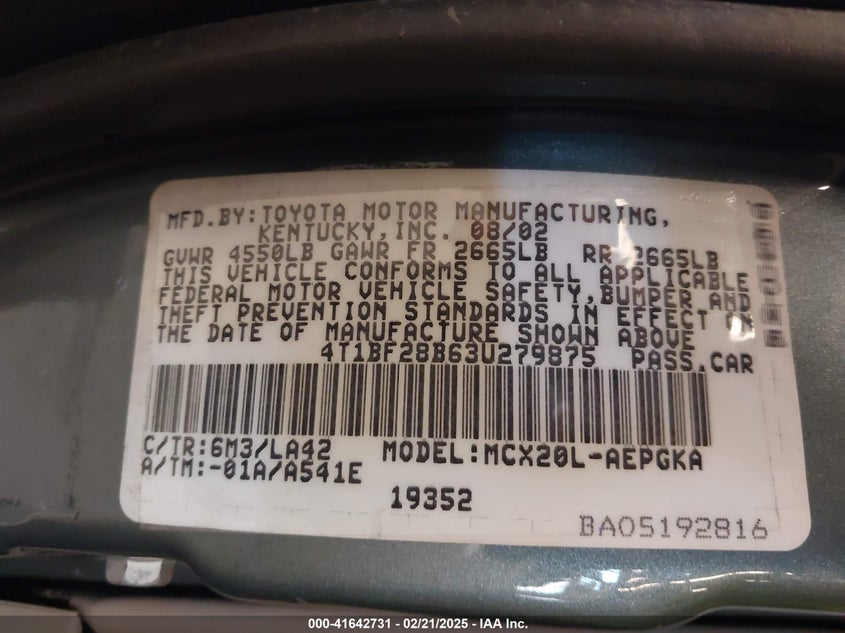 MFD.BY:TOYOTA MOTOR MANUFACTURING,
KENTUCKY,INC. 08/02
GVWR 4550LB GAWR FR 2665LB RR 2665LB
THIS VEHICLE CONFORMS TO ALL APPLICABLE
FEDERAL MOTOR VEHICLE SAFETY,BUMPER AND
THEFT PREVENTION STANDARDS IN EFFECT ON
THE DATE OF MANUFACTURE SHOWN ABOVE
4T1BF28B63U279875 PASS.CAR
C/TR:6M3/LA42 MODEL:MCX20L-AEPGKA
A/TM:-01A/A541E
19352
BA05192816
000-41642731 - 02/21/2025 - IAA Inc.